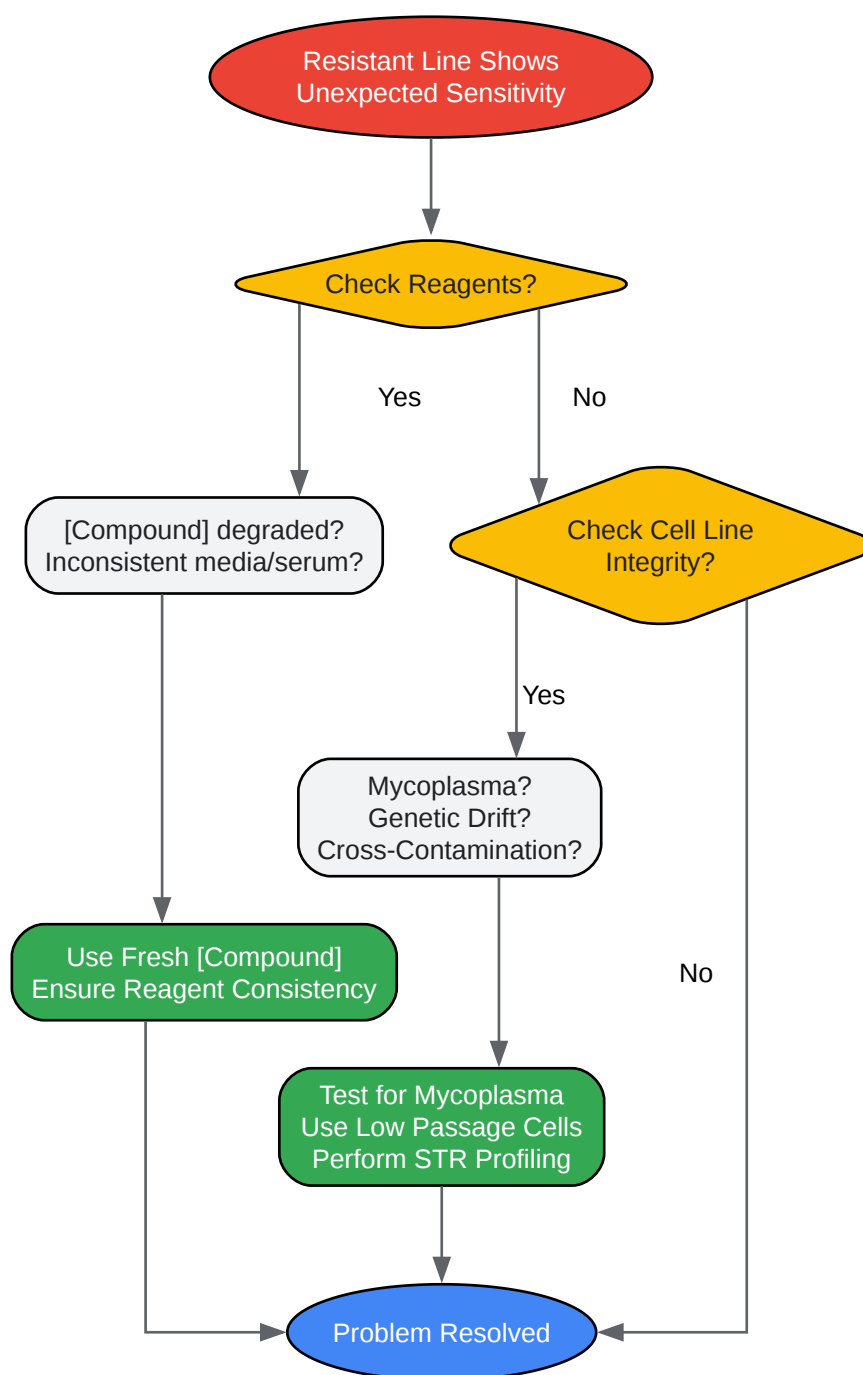 Resistant Line Shows
Unexpected Sensitivity
Check Reagents?
Yes
No
[Compound] degraded?
Inconsistent media/serum?
Check Cell Line
Integrity?
Yes
Mycoplasma?
Genetic Drift?
Cross-Contamination?
Use Fresh [Compound]
Ensure Reagent Consistency
No
Test for Mycoplasma
Use Low Passage Cells
Perform STR Profiling
Problem Resolved